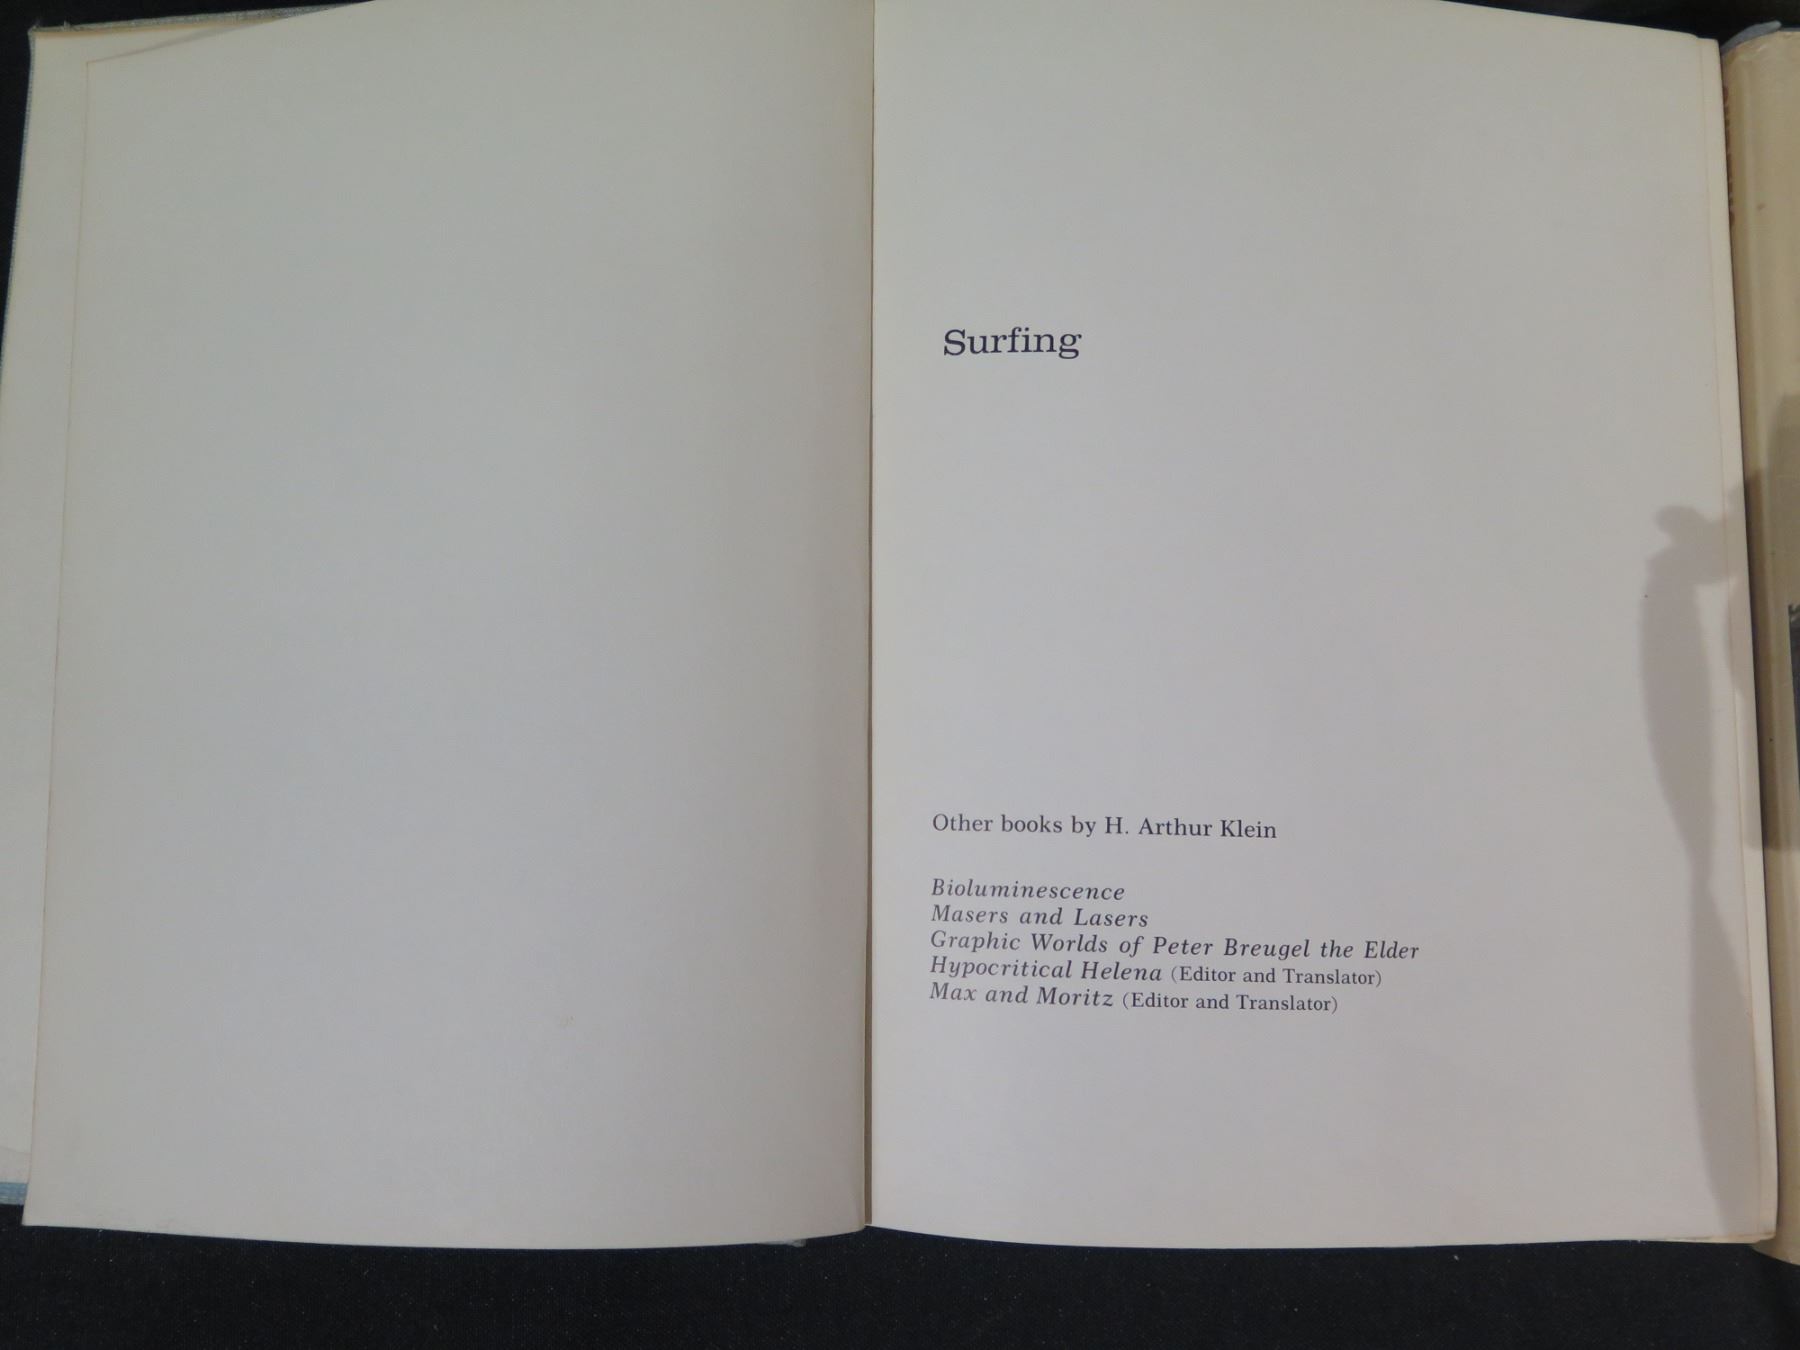 Surfing
Other books by H. Arthur Klein
Bioluminescence
Masers and Lasers
Graphic Worlds of Peter Breugel the Elder
Hypocritical Helena (Editor and Translator)
Max and Moritz (Editor and Translator)